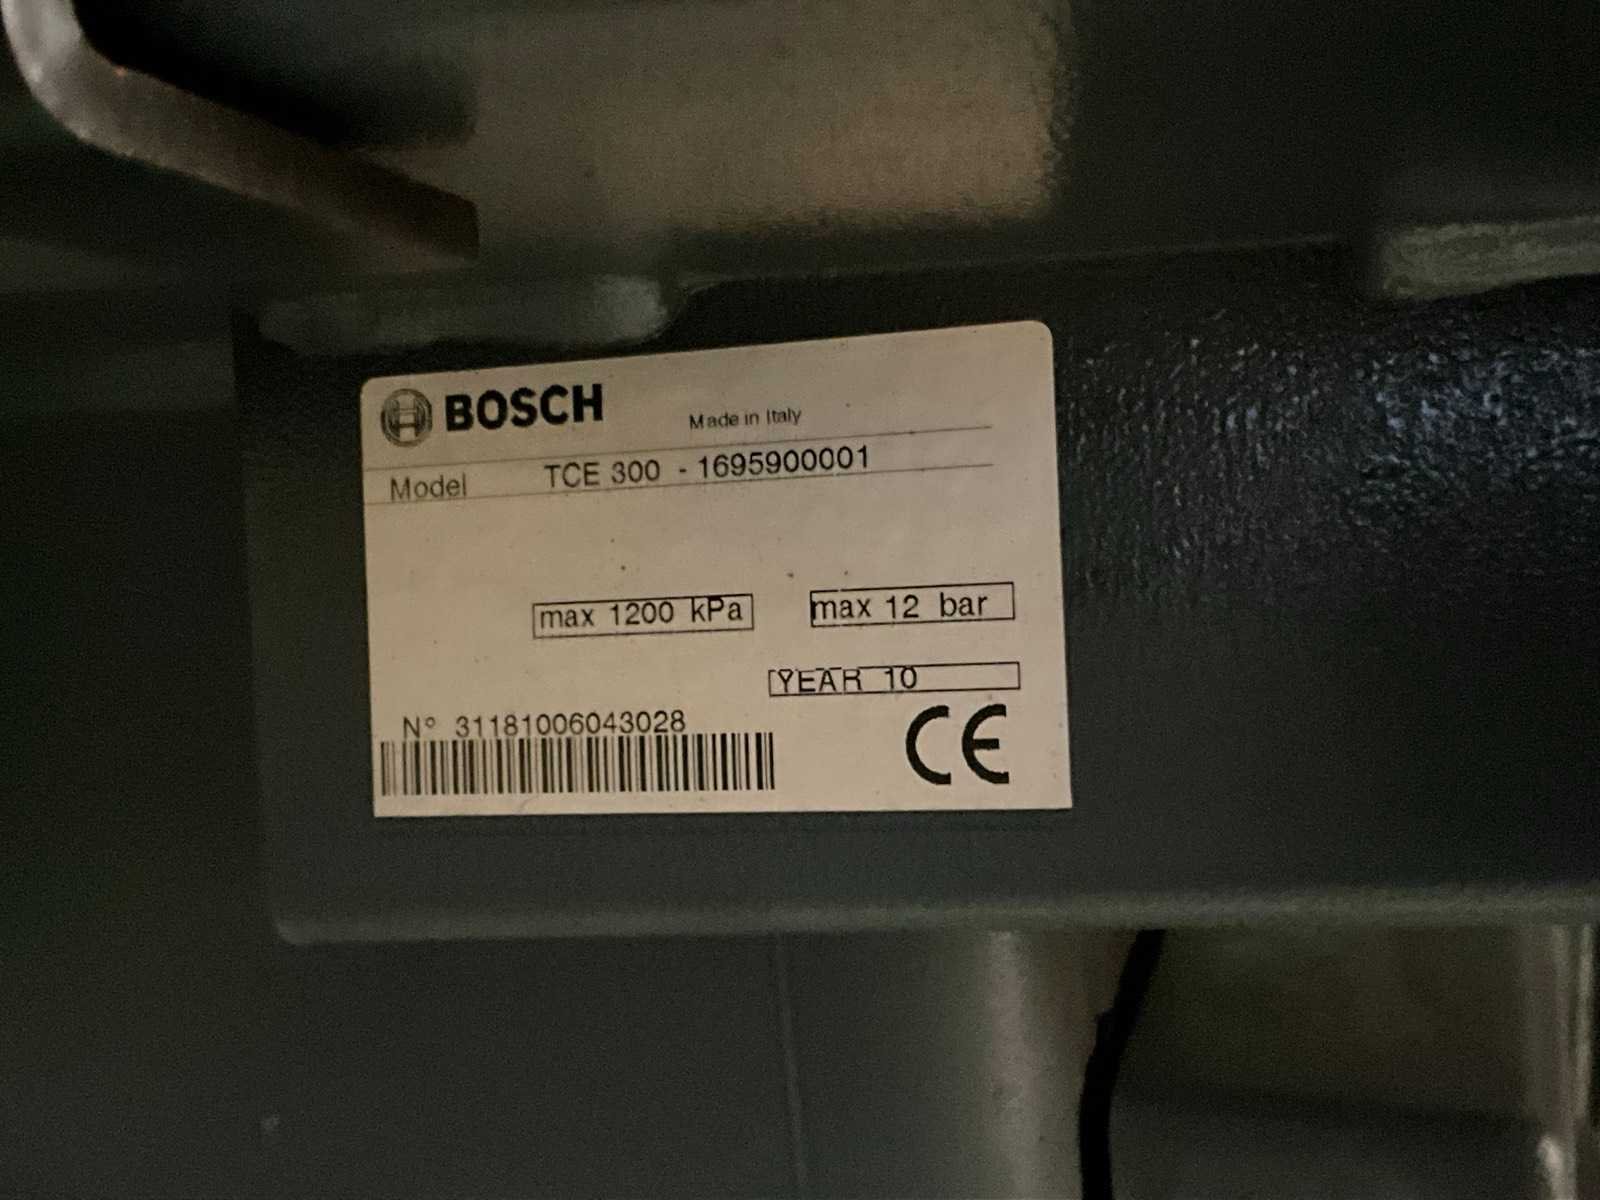 BOSCH Made in Italy
Model TCE 300 - 1695900001
max 1200 kPa max 12 bar
YEAR 10
N° 31181006043028
CE